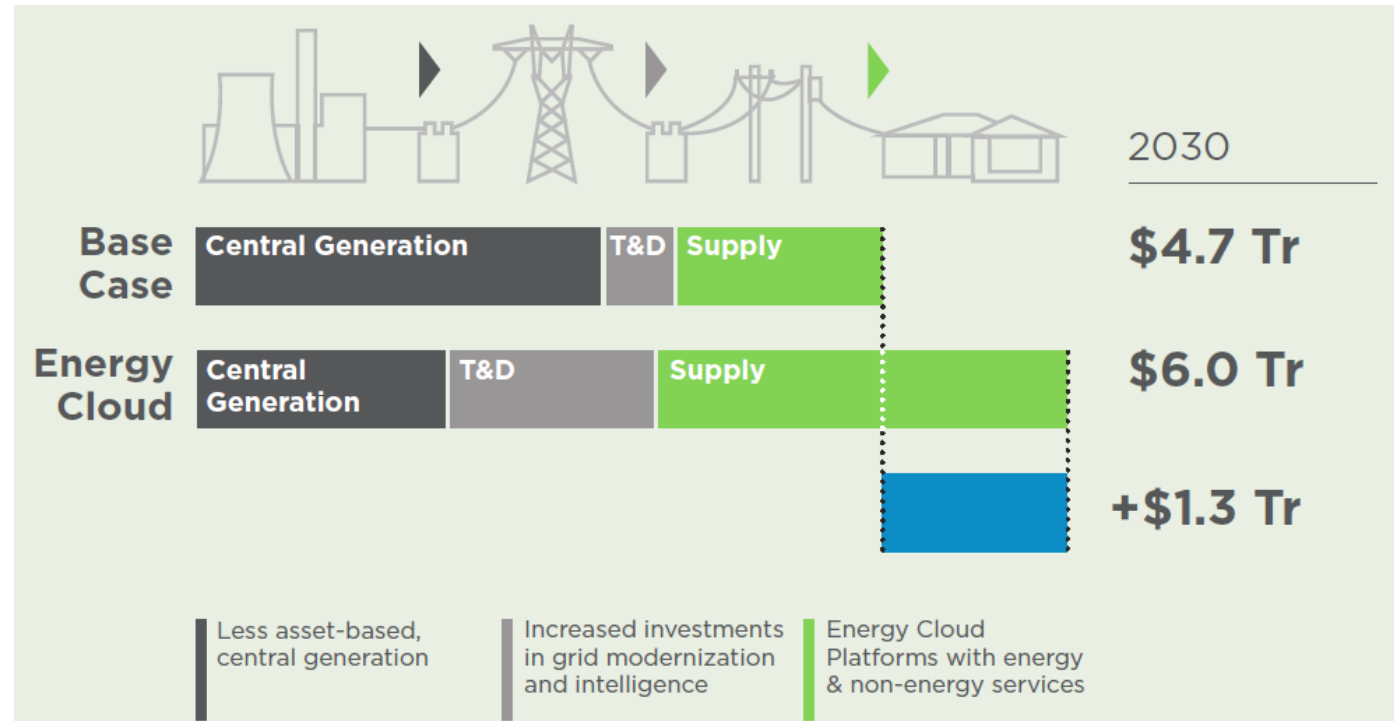 2030
Base
Case
Central Generation
T&D
Supply
$4.7 Tr
Energy
Cloud
Central
Generation
T&D
Supply
$6.0 Tr
+$1.3 Tr
Less asset-based,
central generation
Increased investments
in grid modernization
and intelligence
Energy Cloud
Platforms with energy
& non-energy services